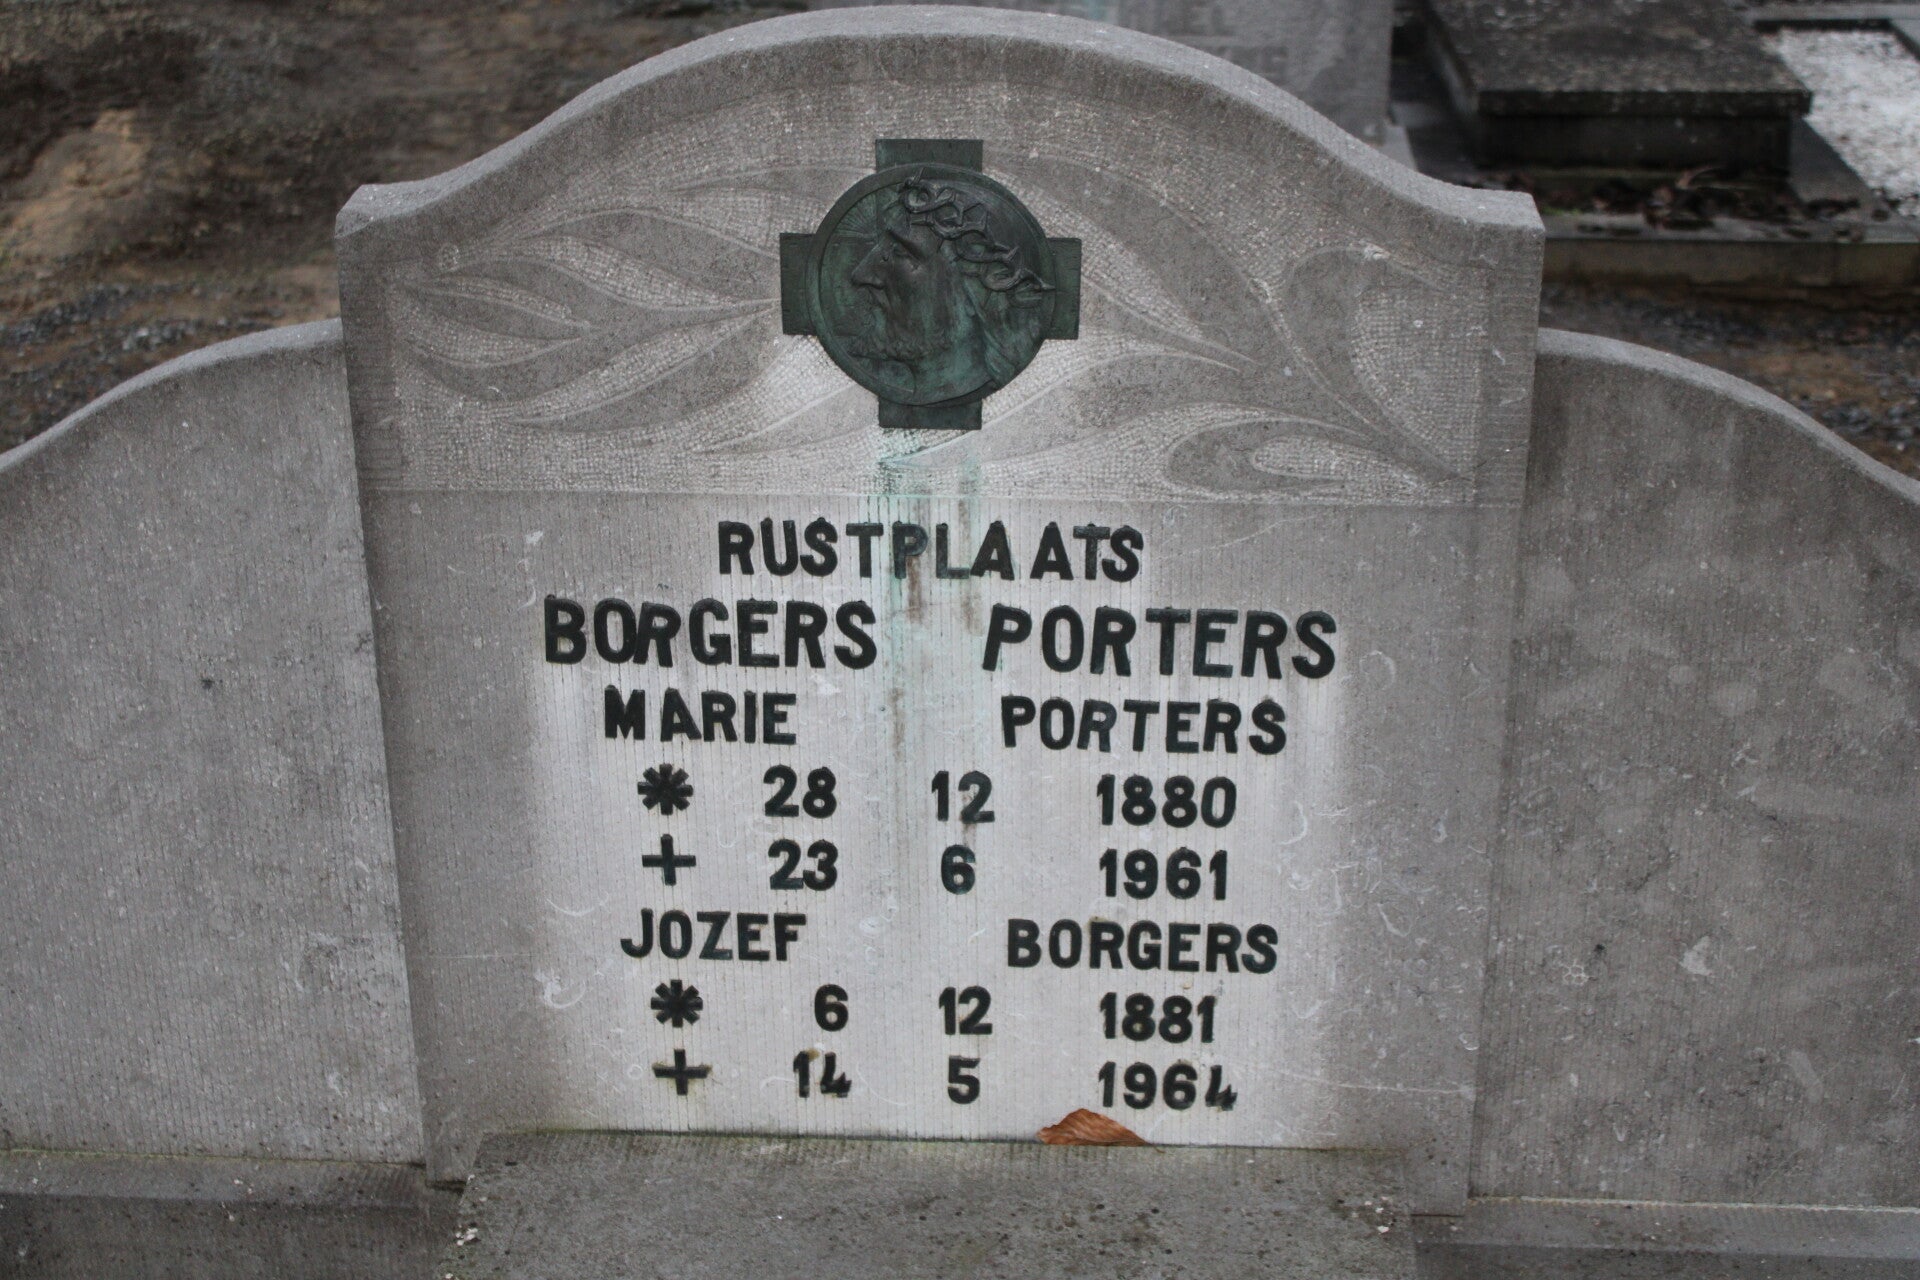 RUSTPLAATS
BORGERS PORTERS
MARIE PORTERS
* 28 12 1880
+ 23 6 1961
JOZEF BORGERS
* 6 12 1881
+ 14 5 1964